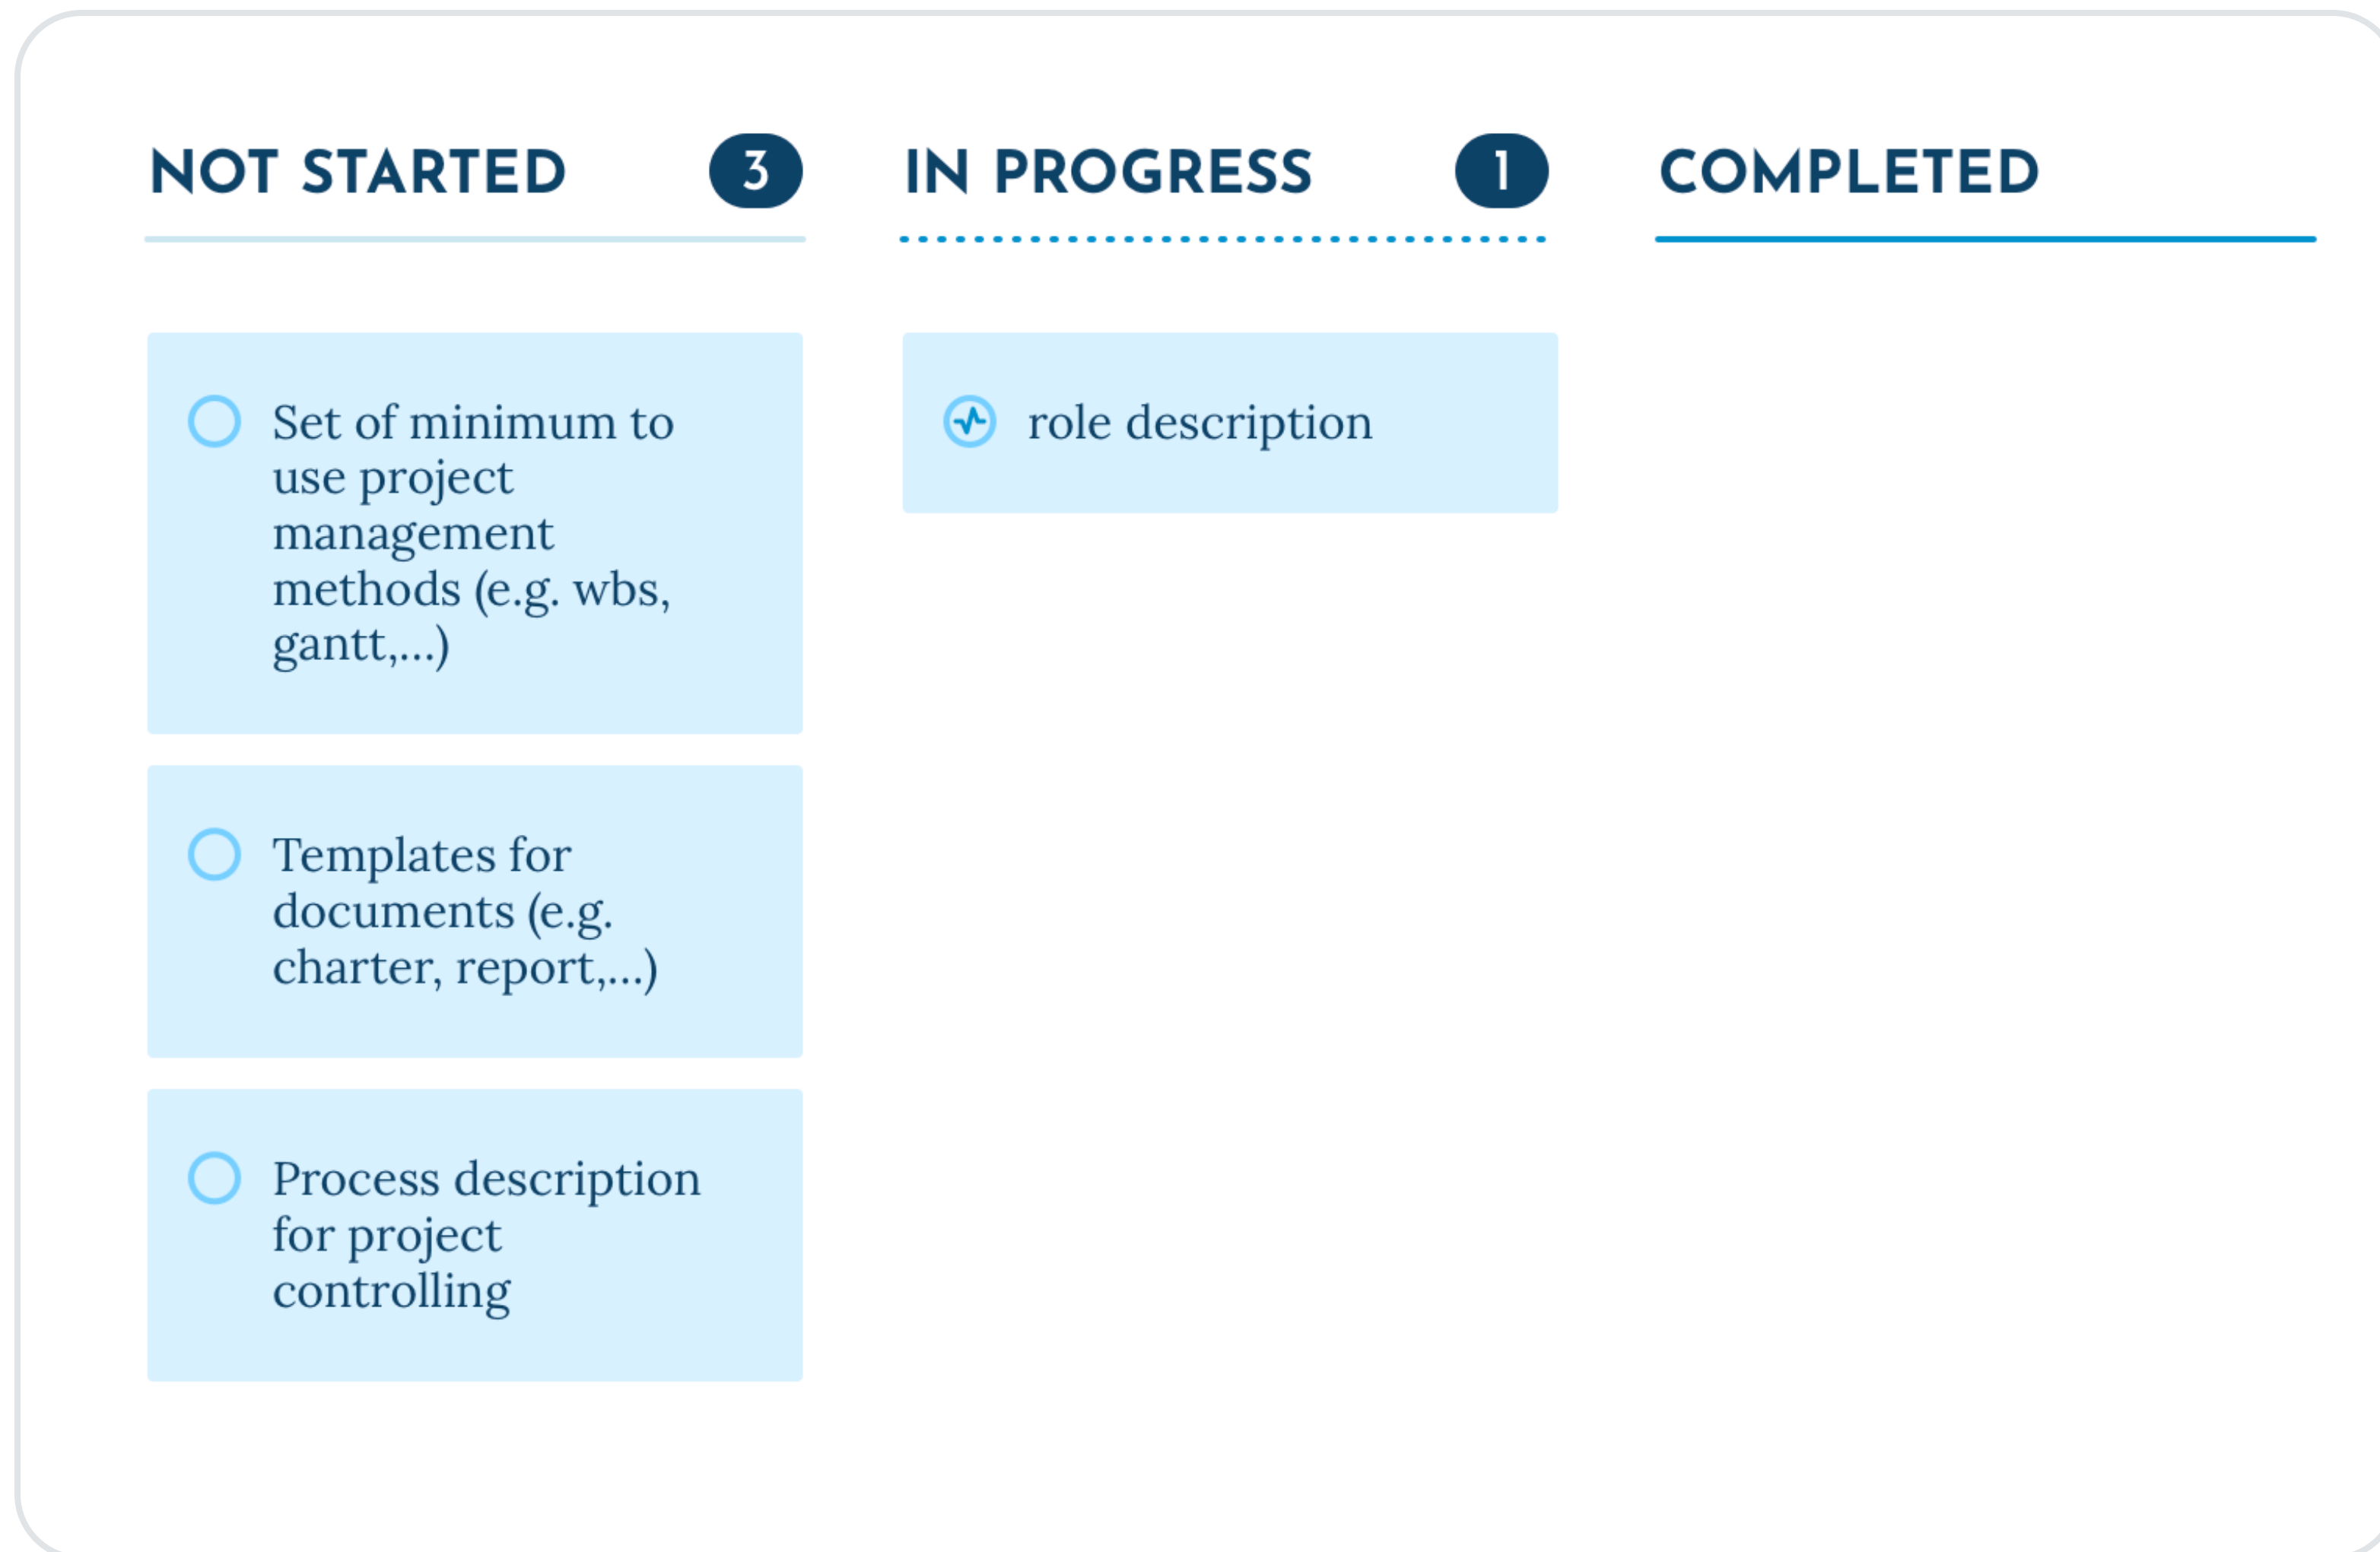 NOT STARTED 3
Set of minimum to
use project
management
methods (e.g. wbs,
gantt,...)
Templates for
documents (e.g.
charter, report,...)
Process description
for project
controlling
IN PROGRESS 1
role description
COMPLETED